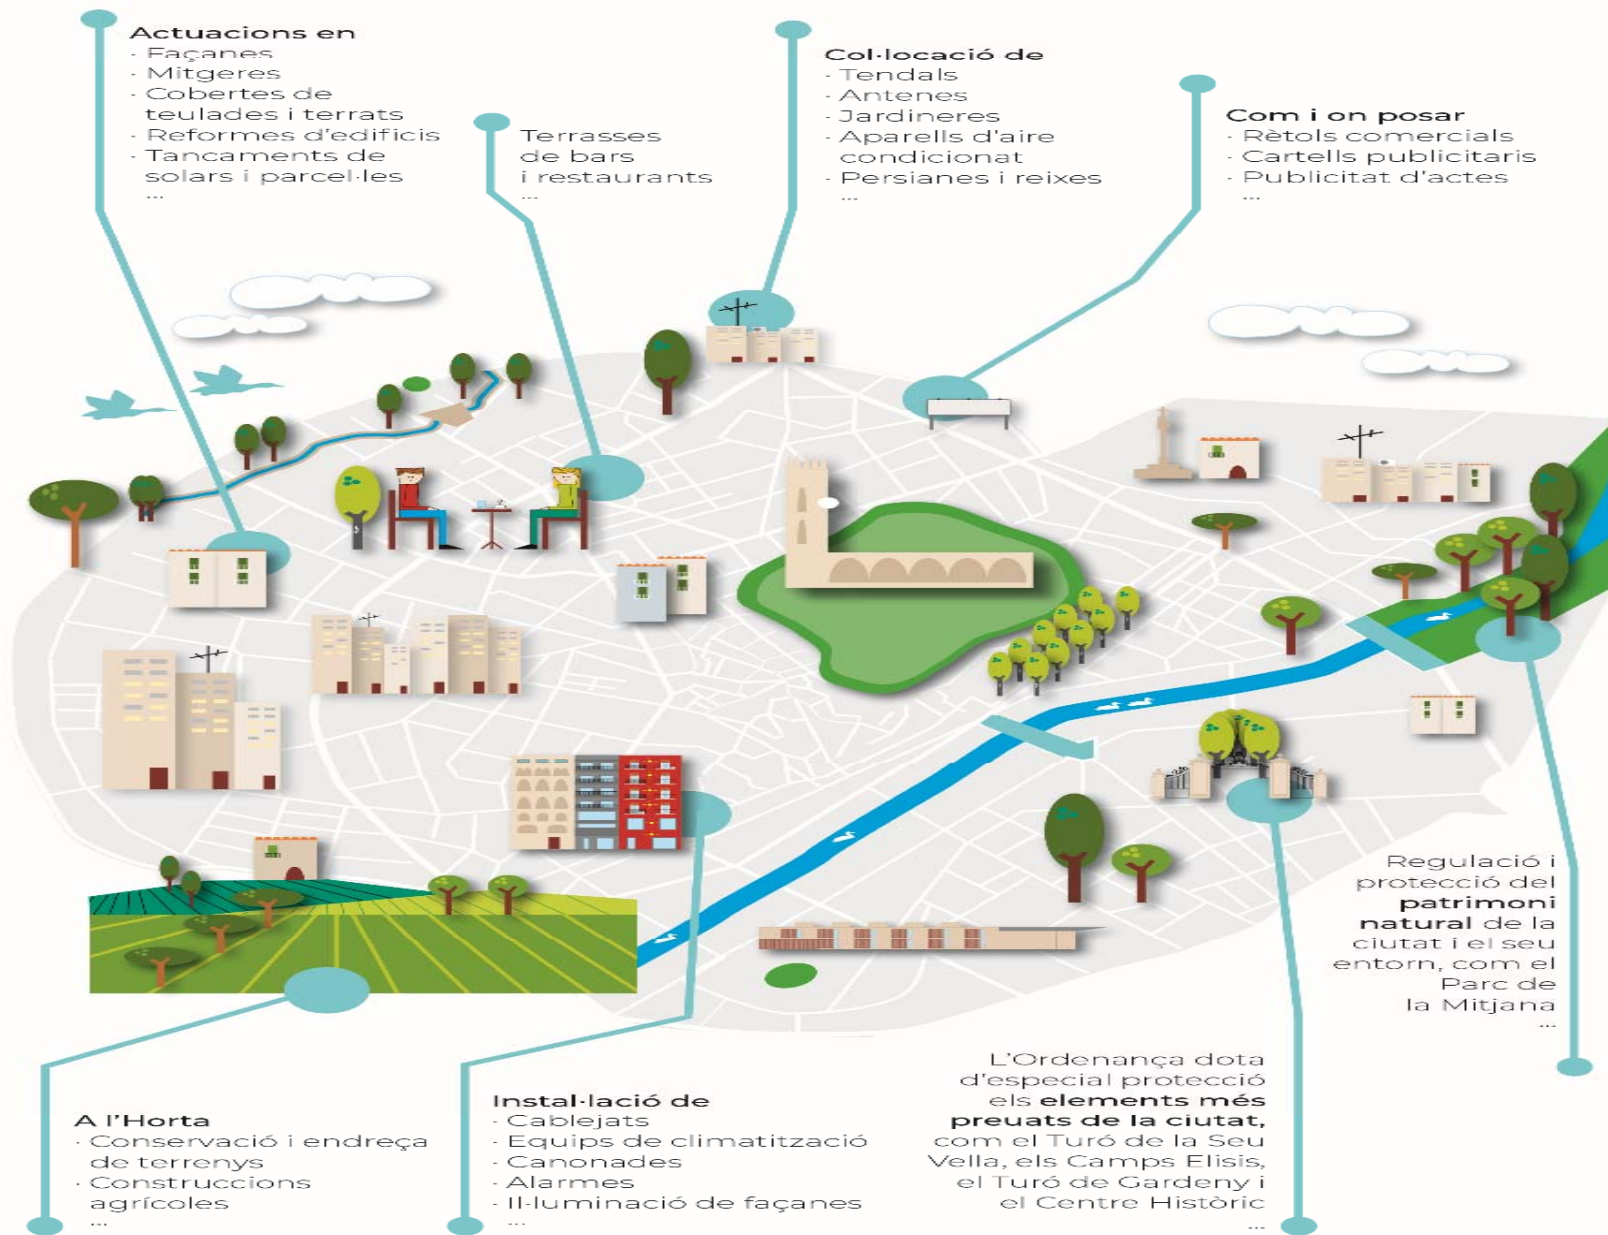 Actuacions en
· Façanes
· Mitgeres
· Cobertes de
teulades i terrats
· Reformes d'edificis
· Tancaments de
solars i parcel·les
...
Terrasses
de bars
i restaurants
...
Col·locació de
· Tendals
· Antenes
· Jardineres
· Aparells d'aire
condicionat
· Persianes i reixes
...
Com i on posar
· Rètols comercials
· Cartells publicitaris
· Publicitat d'actes
...
A l'Horta
· Conservació i endreça
de terrenys
· Construccions
agrícoles
...
Instal·lació de
· Cablejats
· Equips de climatització
· Canonades
· Alarmes
· Il·luminació de façanes
...
L'Ordenança dota
d'especial protecció
els elements més
preuats de la ciutat,
com el Turó de la Seu
Vella, els Camps Elisis,
el Turó de Gardeny i
el Centre Històric
...
Regulació i
protecció del
patrimoni
natural de la
ciutat i el seu
entorn, com el
Parc de
la Mitjana
...